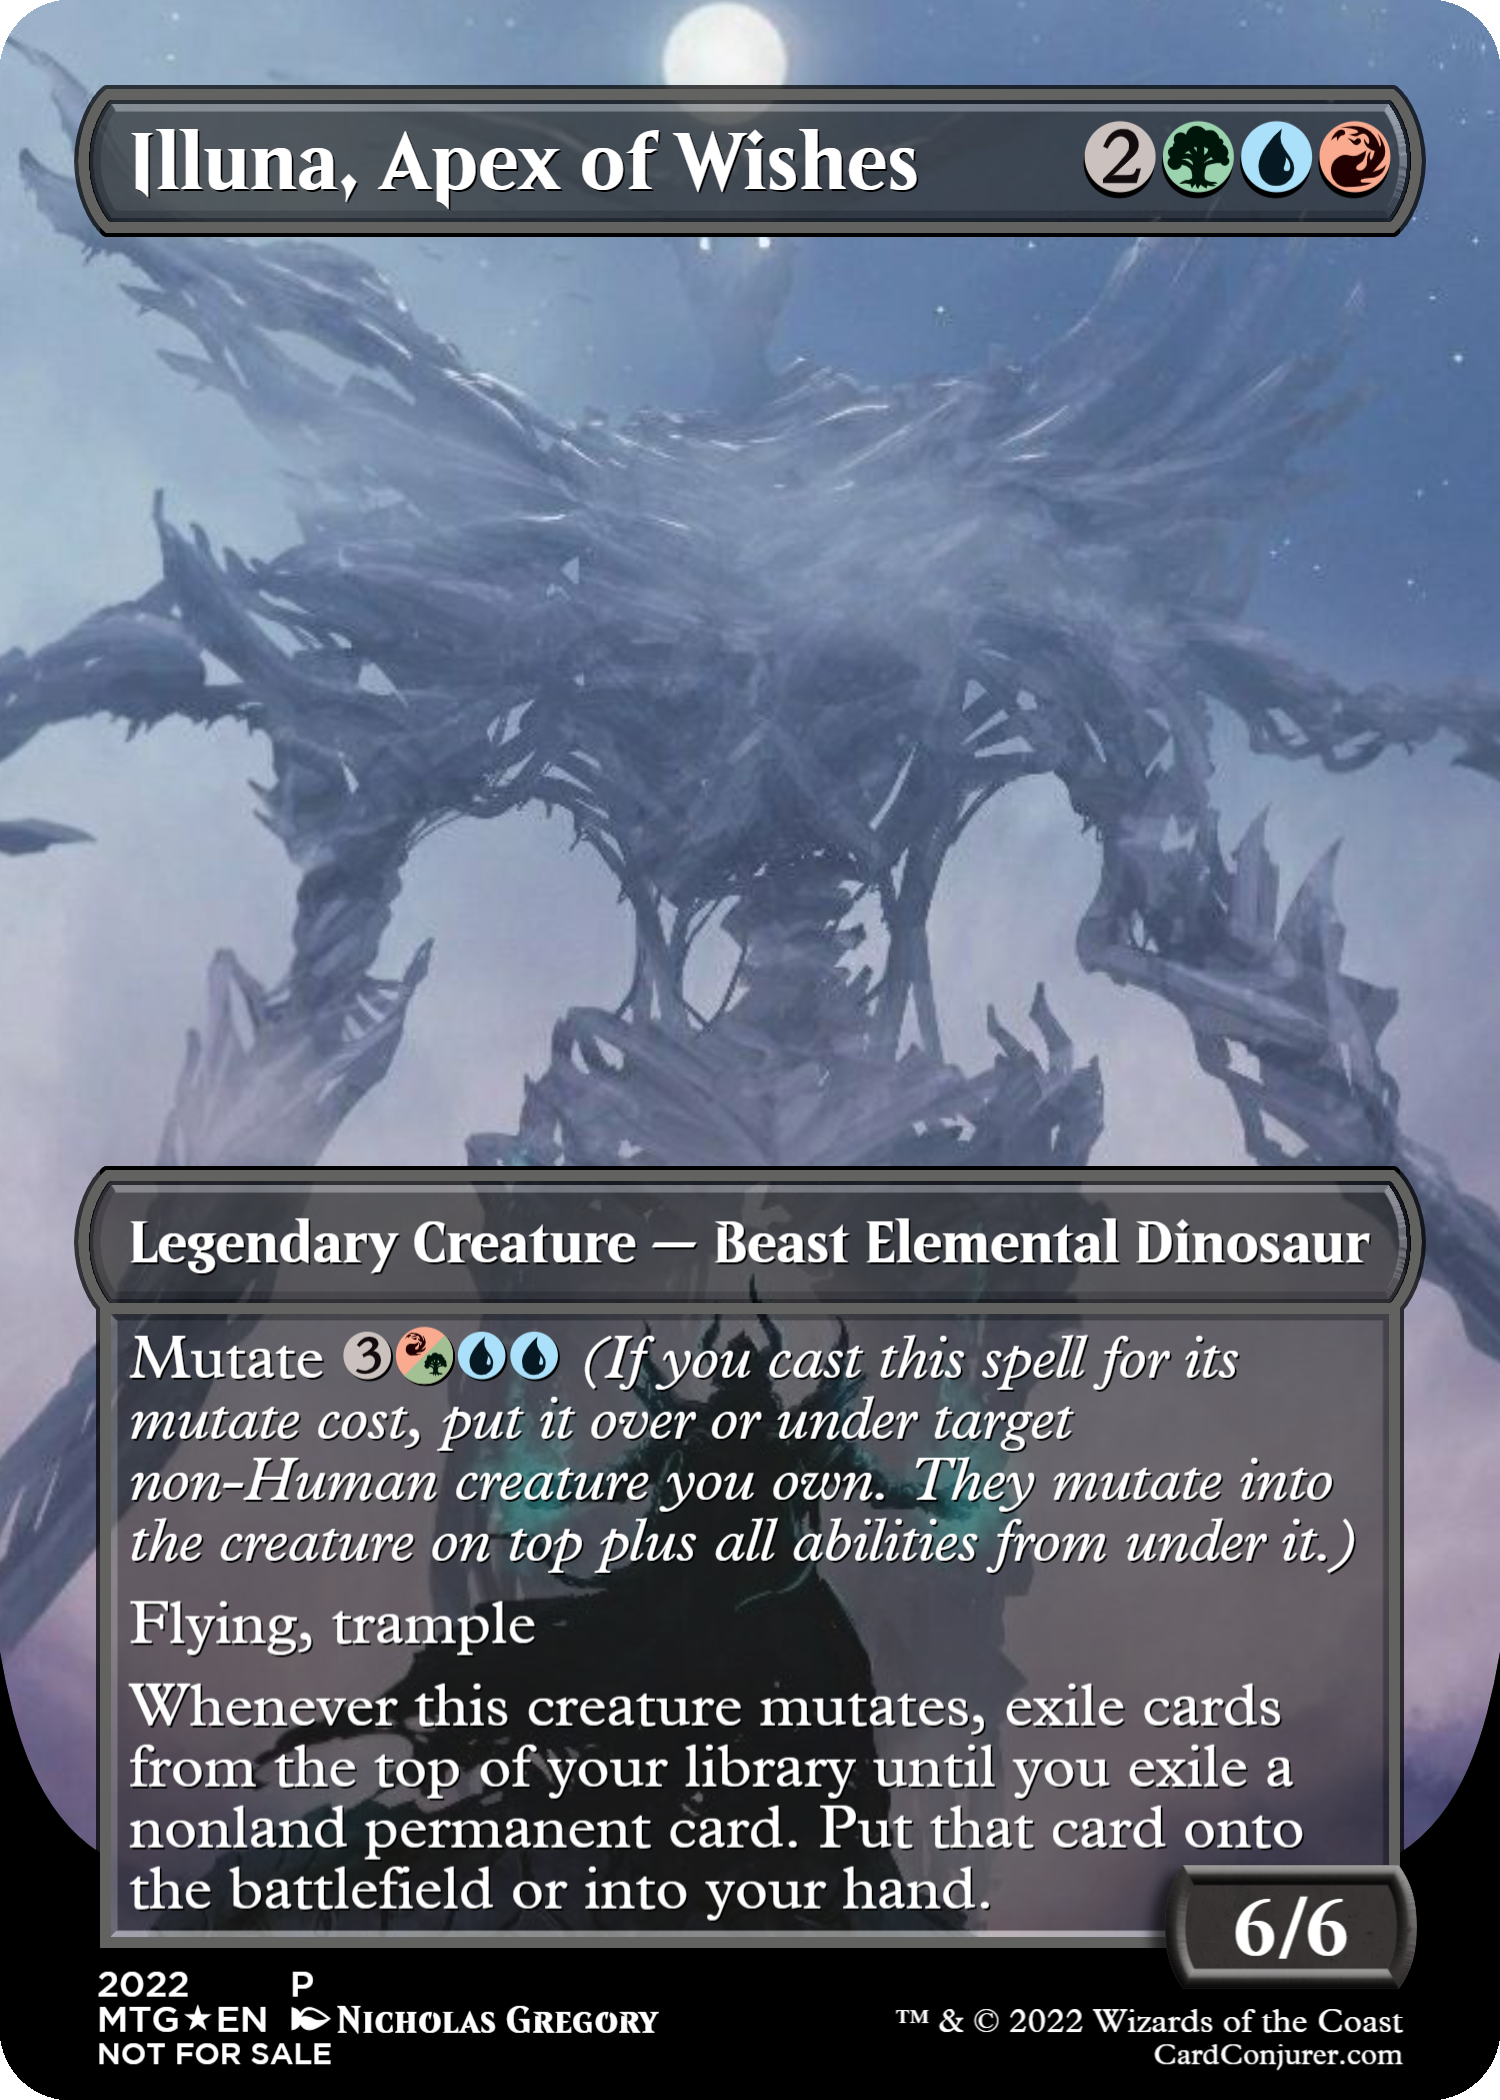 Illuna, Apex of Wishes 2
Legendary Creature — Beast Elemental Dinosaur
Mutate 3 (If you cast this spell for its
mutate cost, put it over or under target
non-Human creature you own. They mutate into
the creature on top plus all abilities from under it.)
Flying, trample
Whenever this creature mutates, exile cards
from the top of your library until you exile a
nonland permanent card. Put that card onto
the battlefield or into your hand.
6/6
2022 P
MTG★EN Nicholas Gregory
NOT FOR SALE
™ & © 2022 Wizards of the Coast
CardConjurer.com